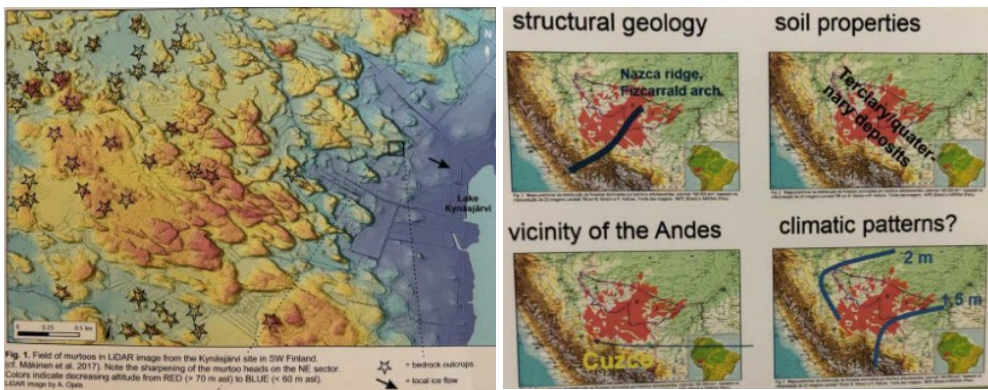 N
Lake
Kynäsjärvi
0 0.25 0.5 km
Fig. 1. Field of murtoos in LiDAR image from the Kynäsjärvi site in SW Finland.
(cf. Mäkinen et al. 2017). Note the sharpening of the murtoo heads on the NE sector.
Colors indicate decreasing altitude from RED (> 70 m asl) to BLUE (< 60 m asl).
LiDAR image by A. Ojala.
= bedrock outcrops
= local ice flow
structural geology
Nazca ridge,
Fizcarrald arch.
soil properties
Terciary/quater-
nary deposits
vicinity of the Andes
Cuzco
climatic patterns?
2 m
1,5 m